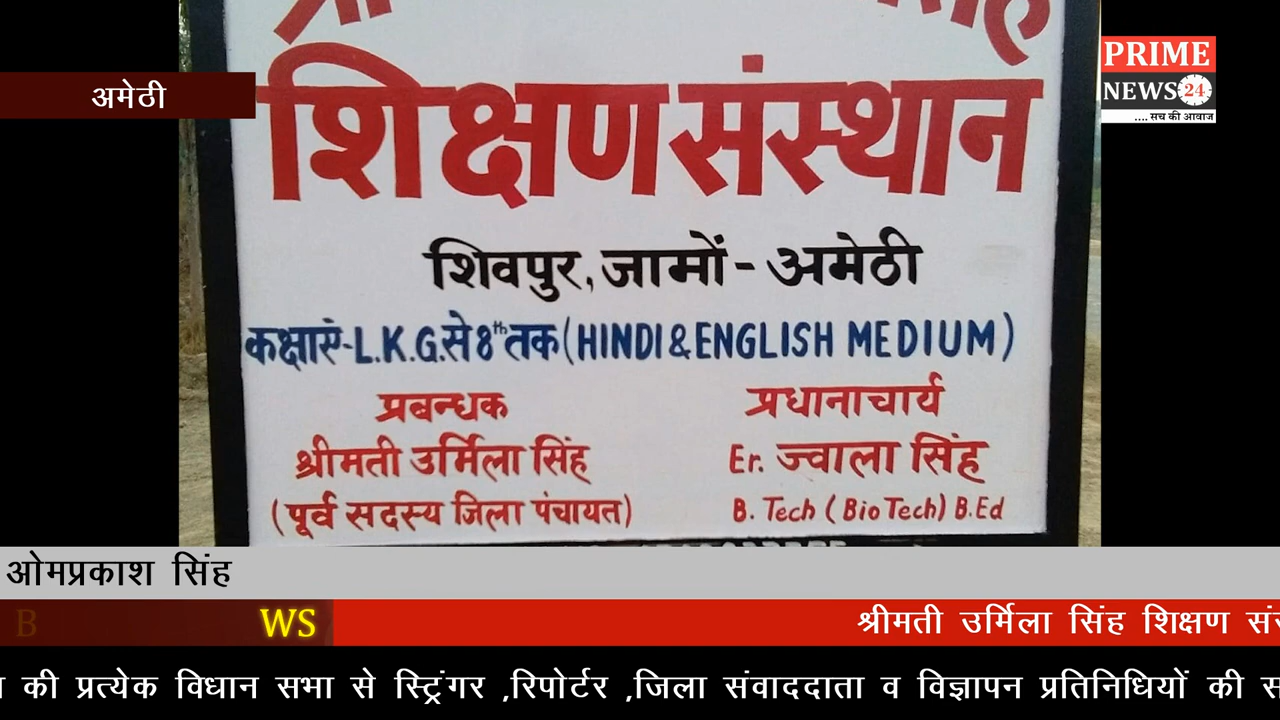 शिक्षण संस्थान
अमेठी
PRIME
NEWS 24
.... सच की आवाज
शिवपुर, जामों - अमेठी
कक्षाएं-L.K.G.से 8th तक (HINDI & ENGLISH MEDIUM)
प्रबन्धक
श्रीमती उर्मिला सिंह
(पूर्व सदस्य जिला पंचायत)
प्रधानाचार्य
Er. ज्वाला सिंह
B. Tech (Bio Tech) B.Ed
ओमप्रकाश सिंह
B WS
श्रीमती उर्मिला सिंह शिक्षण
की प्रत्येक विधान सभा से स्ट्रिंगर ,रिपोर्टर ,जिला संवाददाता व विज्ञापन प्रतिनिधियों की